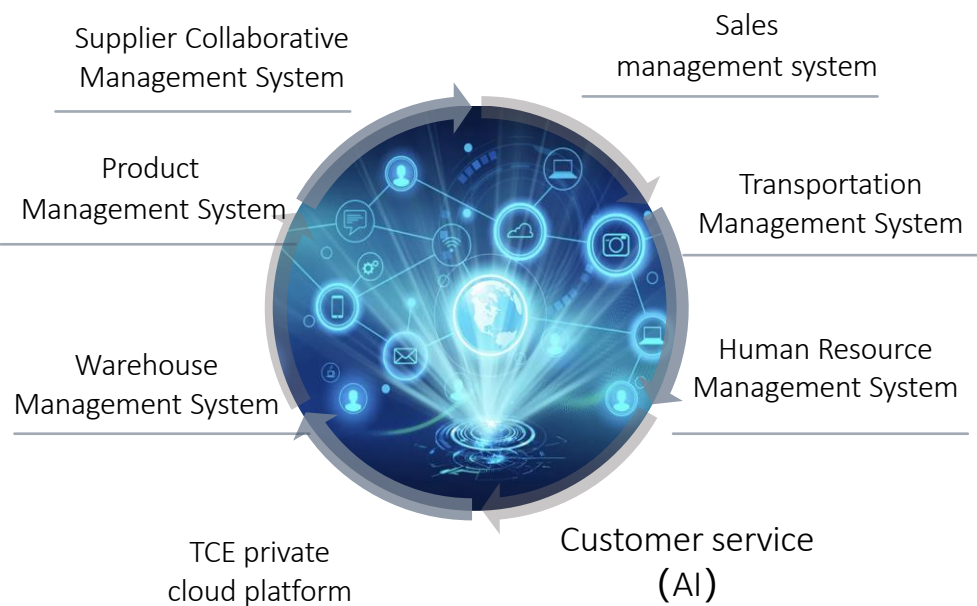 Supplier Collaborative
Management System
Sales
management system
Product
Management System
Transportation
Management System
Warehouse
Management System
Human Resource
Management System
TCE private
cloud platform
Customer service
(AI)